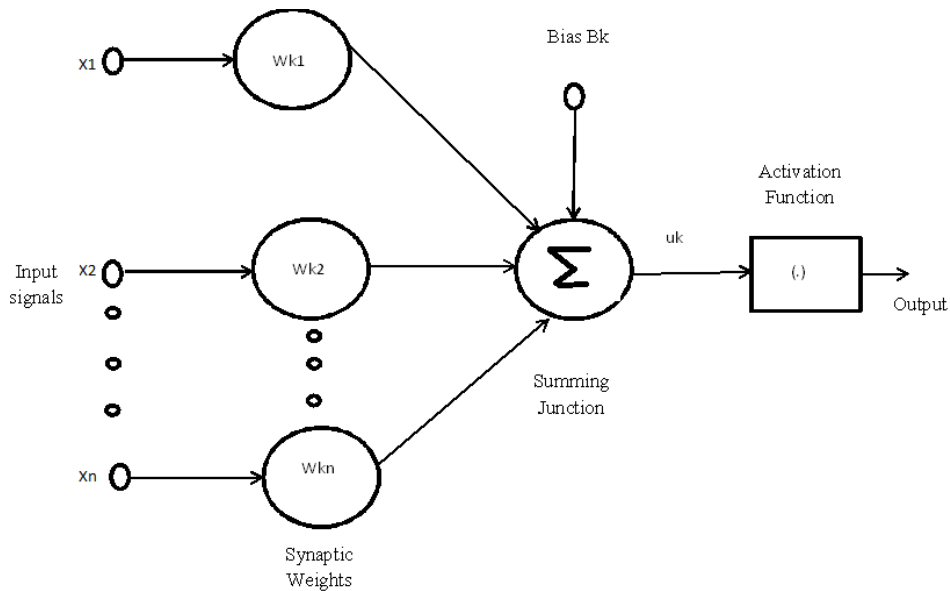 Bias Bk
X1
Wk1
Activation
Function
uk
Input
signals
X2
Wk2
Σ
(.)
Output
Summing
Junction
Xn
Wkn
Synaptic
Weights